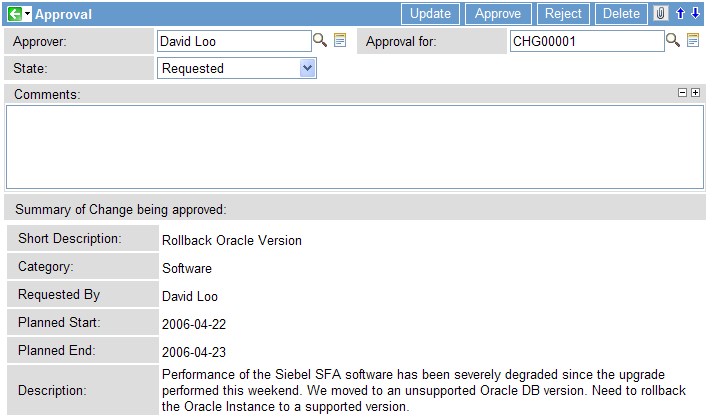 Approval Update Approve Reject Delete
Approver: David Loo Approval for: CHG00001
State: Requested
Comments:
Summary of Change being approved:
Short Description: Rollback Oracle Version
Category: Software
Requested By David Loo
Planned Start: 2006-04-22
Planned End: 2006-04-23
Performance of the Siebel SFA software has been severely degraded since the upgrade
Description: performed this weekend. We moved to an unsupported Oracle DB version. Need to rollback
the Oracle Instance to a supported version.